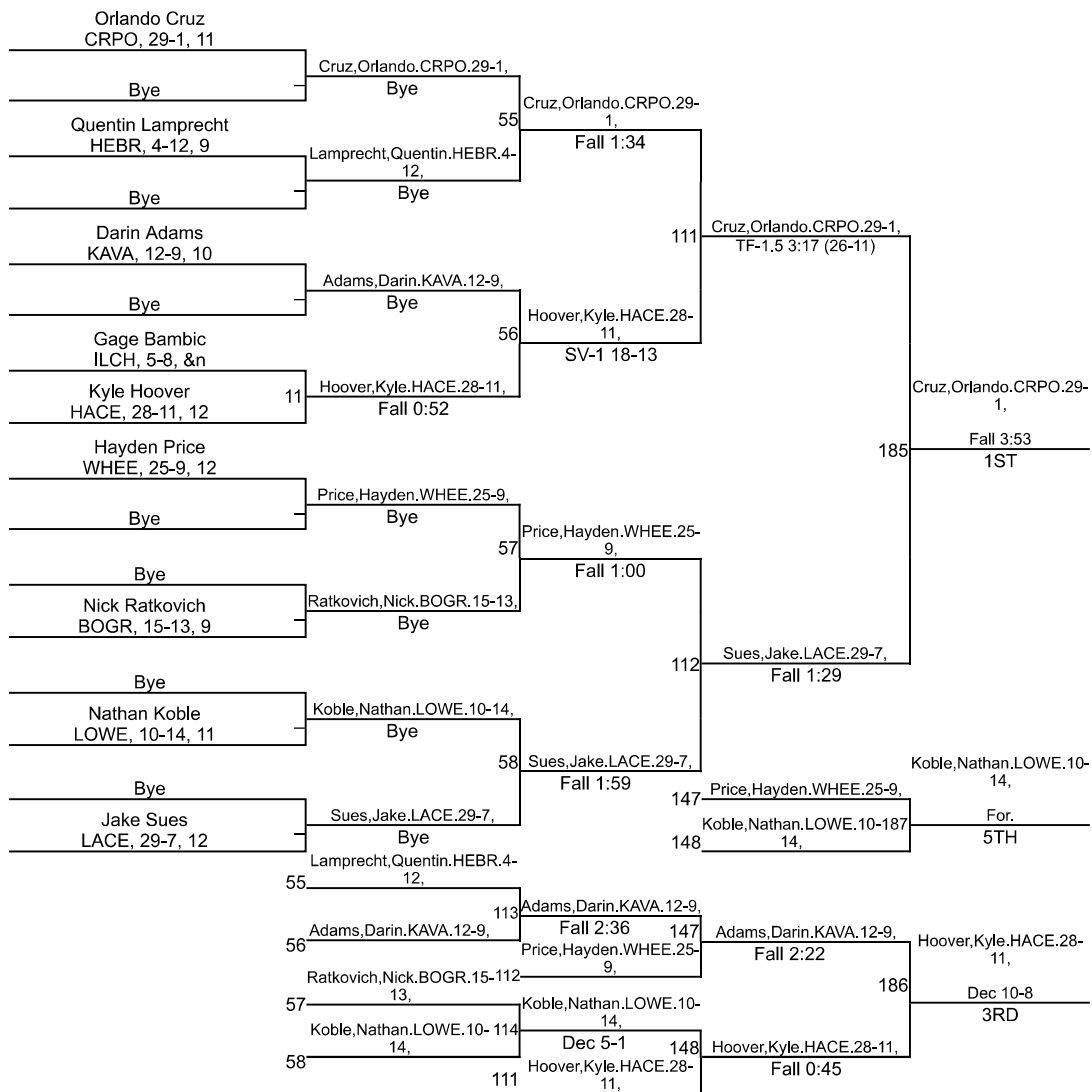 Orlando Cruz
CRPO, 29-1, 11
Bye
Quentin Lamprecht
HEBR, 4-12, 9
Bye
Darin Adams
KAVA, 12-9, 10
Bye
Gage Bambic
ILCH, 5-8, &n
Kyle Hoover
HACE, 28-11, 12
Hayden Price
WHEE, 25-9, 12
Bye
Bye
Nick Ratkovich
BOGR, 15-13, 9
Bye
Nathan Koble
LOWE, 10-14, 11
Bye
Jake Sues
LACE, 29-7, 12
Cruz,Orlando.CRPO.29-1,
Bye
Lamprecht,Quentin.HEBR.4-
12,
Bye
Adams,Darin.KAVA.12-9,
Bye
11
Hoover,Kyle.HACE.28-11,
Fall 0:52
Price,Hayden.WHEE.25-9,
Bye
Ratkovich,Nick.BOGR.15-13,
Bye
Koble,Nathan.LOWE.10-14,
Bye
Sues,Jake.LACE.29-7,
Bye
55
Cruz,Orlando.CRPO.29-
1,
Fall 1:34
56
Hoover,Kyle.HACE.28-
11,
SV-1 18-13
57
Price,Hayden.WHEE.25-
9,
Fall 1:00
58
Sues,Jake.LACE.29-7,
Fall 1:59
111
Cruz,Orlando.CRPO.29-1,
TF-1.5 3:17 (26-11)
112
Sues,Jake.LACE.29-7,
Fall 1:29
185
Cruz,Orlando.CRPO.29-
1,
Fall 3:53
1ST
147
Price,Hayden.WHEE.25-9,
148
Koble,Nathan.LOWE.10-
14,
187
Koble,Nathan.LOWE.10-
14,
For.
5TH
55
Lamprecht,Quentin.HEBR.4-
12,
56
Adams,Darin.KAVA.12-9,
57
Ratkovich,Nick.BOGR.15-
13,
58
Koble,Nathan.LOWE.10-
14,
113
Adams,Darin.KAVA.12-9,
Fall 2:36
112
Price,Hayden.WHEE.25-
9,
114
Koble,Nathan.LOWE.10-
14,
Dec 5-1
111
Hoover,Kyle.HACE.28-
11,
147
Adams,Darin.KAVA.12-9,
Fall 2:22
148
Hoover,Kyle.HACE.28-11,
Fall 0:45
186
Hoover,Kyle.HACE.28-
11,
Dec 10-8
3RD